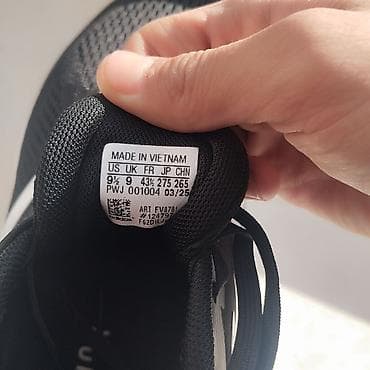 MADE IN VIETNAM
US UK FR JP CHN
9½ 9 43⅓ 275 265
PWJ 001004 03/25
ART